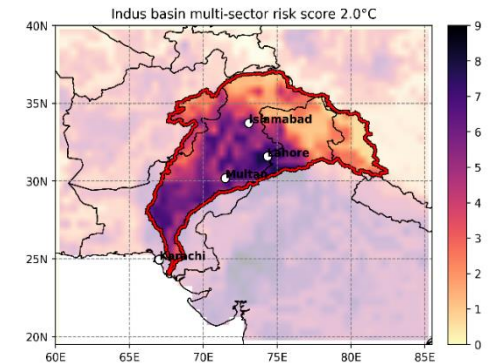 Indus basin multi-sector risk score 2.0°C
40N
35N
30N
25N
20N
Islamabad
Lahore
Multan
Karachi
60E 65E 70E 75E 80E 85E
9
8
7
6
5
4
3
2
1
0